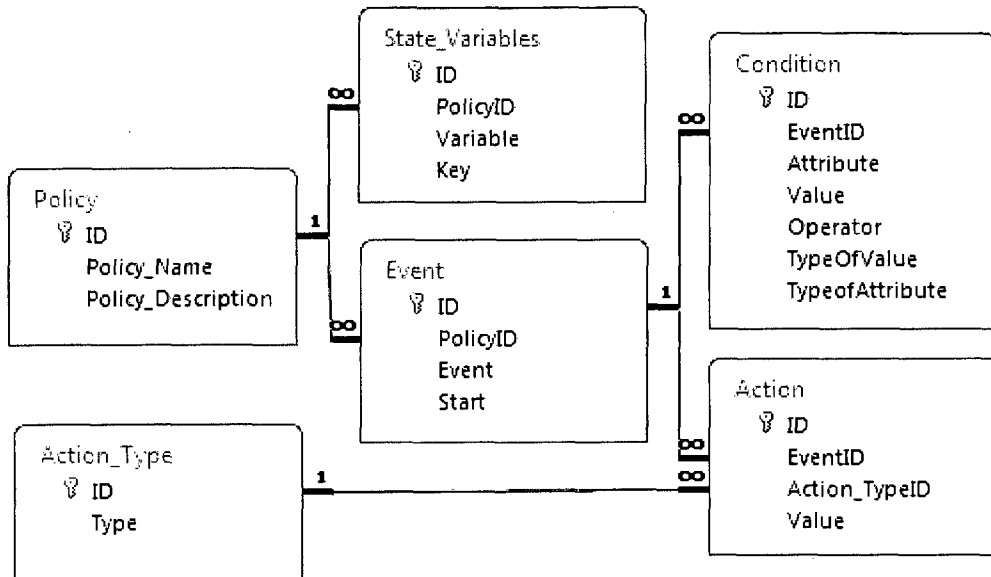 State_Variables
ID
PolicyID
Variable
Key
Condition
ID
EventID
Attribute
Value
Operator
TypeOfValue
TypeofAttribute
Policy
ID
Policy_Name
Policy_Description
Event
ID
PolicyID
Event
Start
Action_Type
ID
Type
Action
ID
EventID
Action_TypeID
Value
1
∞
∞
1
∞
∞
1
∞